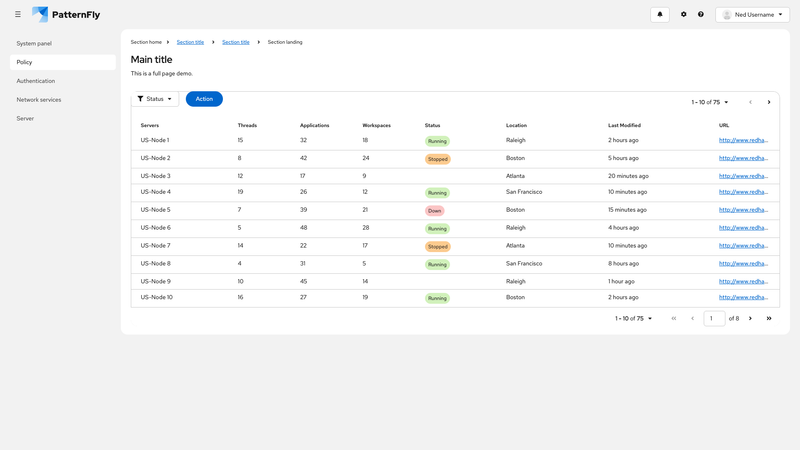 PatternFly
Ned Username
System panel
Policy
Authentication
Network services
Server
Section home Section title Section title Section landing
Main title
This is a full page demo.
Status Action 1 - 10 of 75
Servers Threads Applications Workspaces Status Location Last Modified URL
US-Node 1 15 32 18 Running Raleigh 2 hours ago http://www.redha...
US-Node 2 8 42 24 Stopped Boston 5 hours ago http://www.redha...
US-Node 3 12 17 9 Atlanta 20 minutes ago http://www.redha...
US-Node 4 19 26 12 Running San Francisco 10 minutes ago http://www.redha...
US-Node 5 7 39 21 Down Boston 15 minutes ago http://www.redha...
US-Node 6 5 48 28 Running Raleigh 4 hours ago http://www.redha...
US-Node 7 14 22 17 Stopped Atlanta 10 minutes ago http://www.redha...
US-Node 8 4 31 5 Running San Francisco 8 hours ago http://www.redha...
US-Node 9 10 45 14 Raleigh 1 hour ago http://www.redha...
US-Node 10 16 27 19 Running Boston 2 hours ago http://www.redha...
1 - 10 of 75 1 of 8